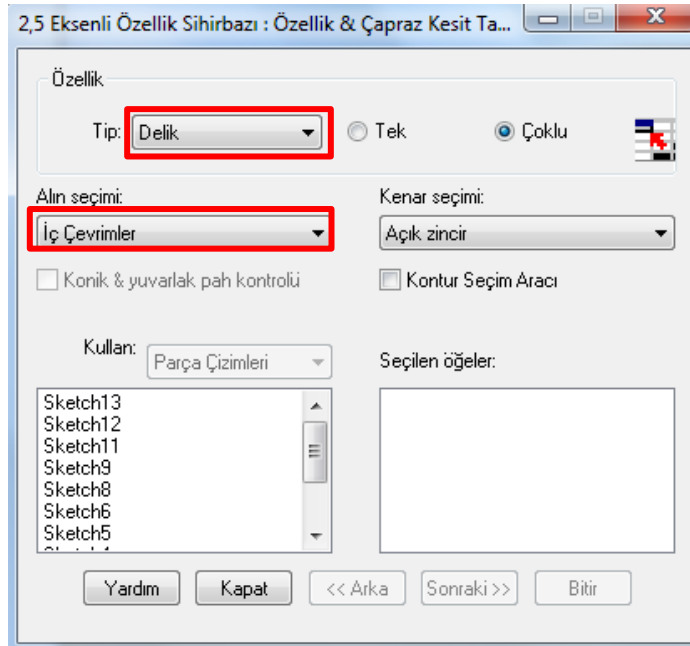 2,5 Eksenli Özellik Sihirbazı : Özellik & Çapraz Kesit Ta...
Özellik
Tip: Delik Tek Çoklu
Alın seçimi: Kenar seçimi:
İç Çevrimler Açık zincir
Konik & yuvarlak pah kontrolü Kontur Seçim Aracı
Kullan: Parça Çizimleri Seçilen öğeler:
Sketch13
Sketch12
Sketch11
Sketch9
Sketch8
Sketch6
Sketch5
Yardım Kapat << Arka Sonraki >> Bitir